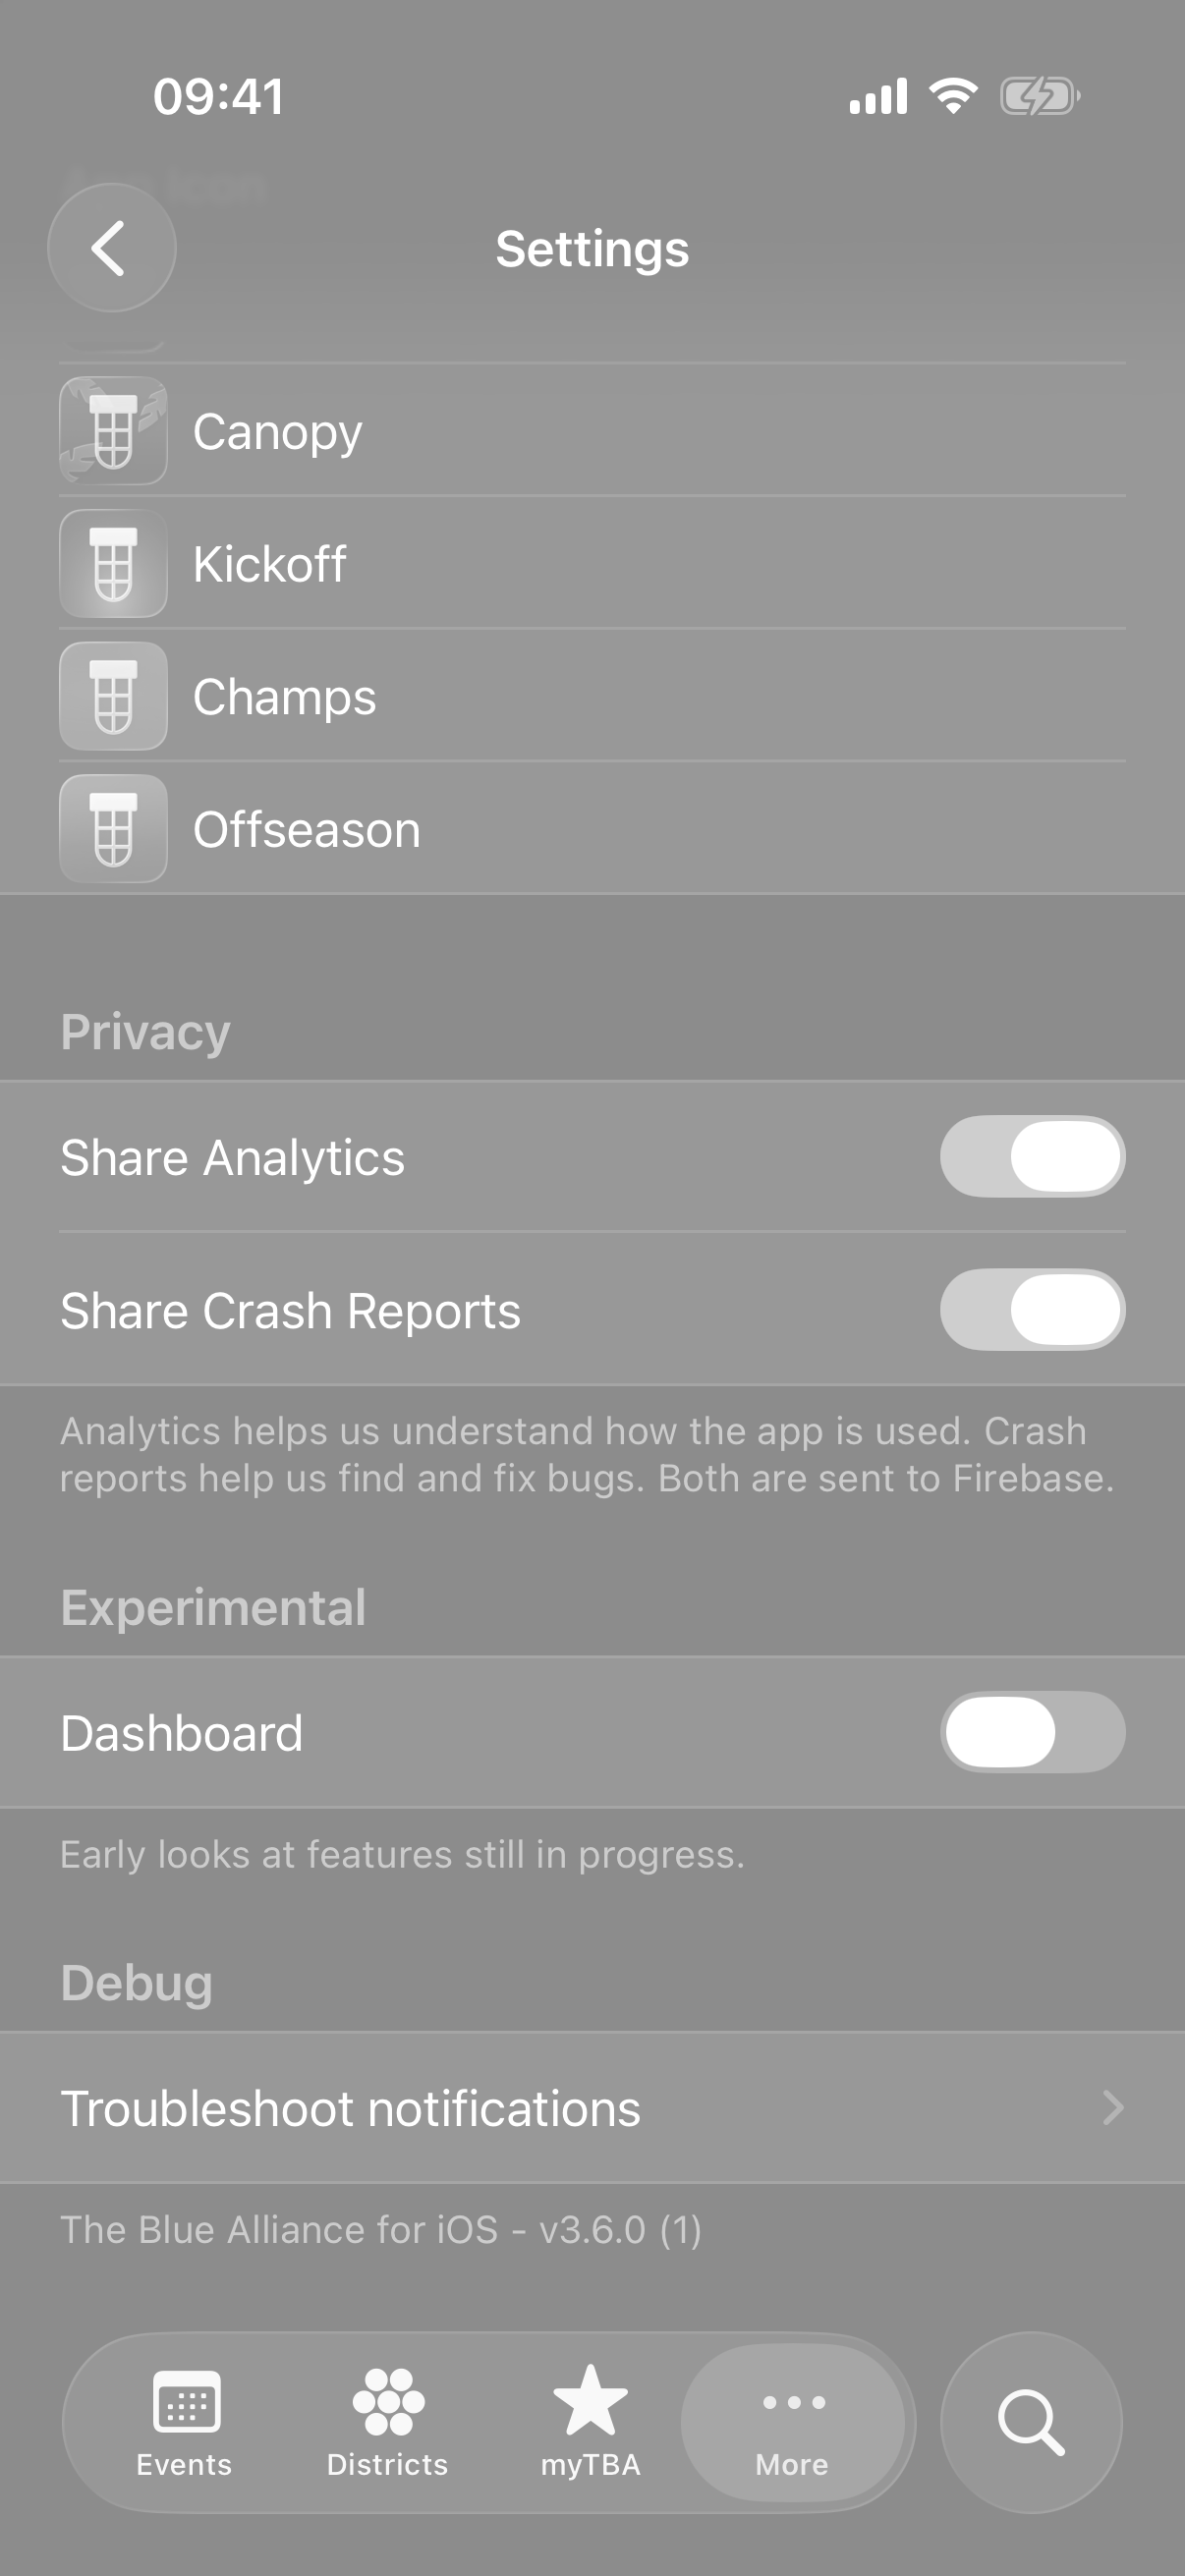 09:41
App Icon
Settings
Canopy
Kickoff
Champs
Offseason
Privacy
Share Analytics
Share Crash Reports
Analytics helps us understand how the app is used. Crash
reports help us find and fix bugs. Both are sent to Firebase.
Experimental
Dashboard
Early looks at features still in progress.
Debug
Troubleshoot notifications
The Blue Alliance for iOS - v3.6.0 (1)
Events
Districts
myTBA
More